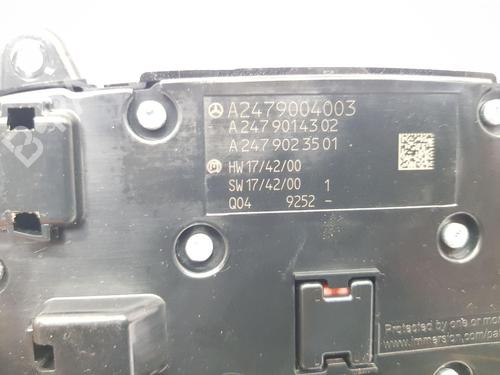 A2479004003
A 247 901 43 02
A 247 902 35 01
HW 17/42/00
SW 17/42/00 1
Q04 9252 -
Protected by one or mo
www.immersion.com/pa